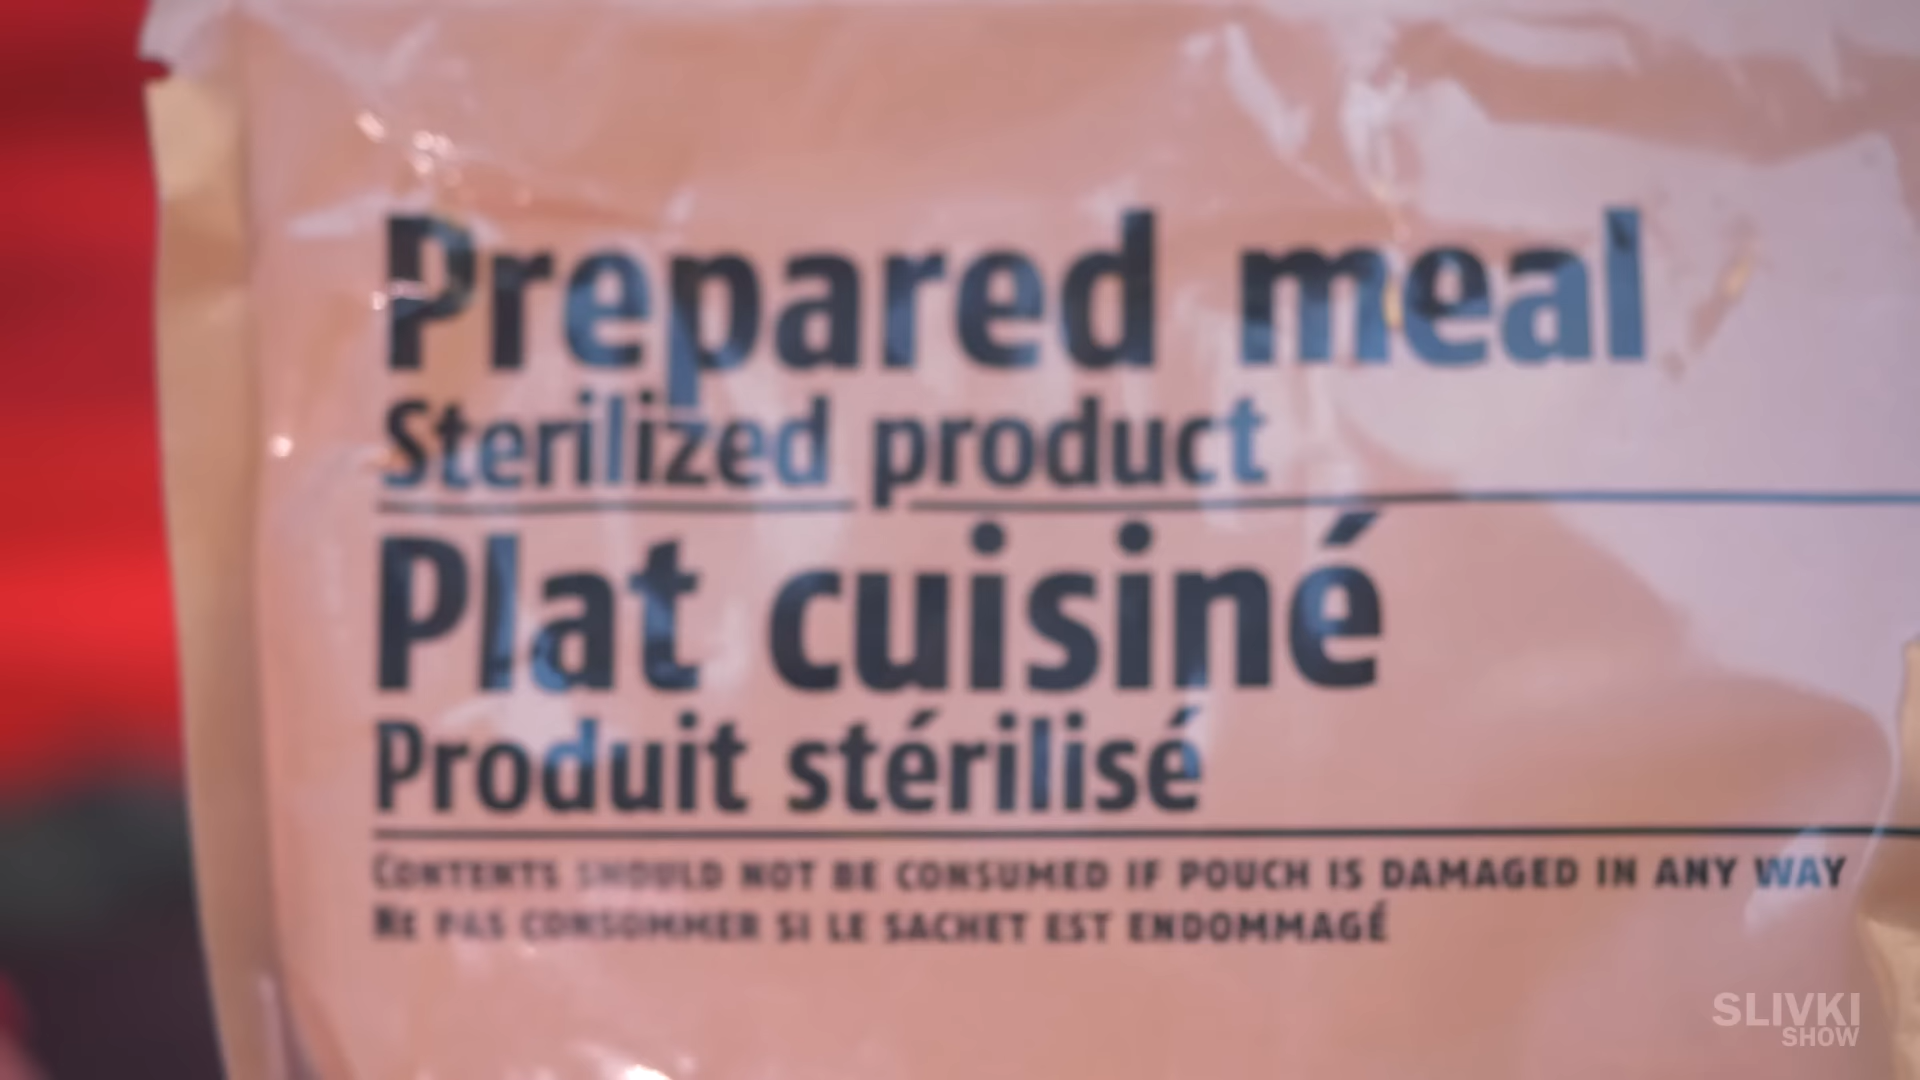 Prepared meal
Sterilized product
Plat cuisiné
Produit stérilisé
CONTENTS SHOULD NOT BE CONSUMED IF POUCH IS DAMAGED IN ANY WAY
NE PAS CONSOMMER SI LE SACHET EST ENDOMMAGÉ
SLIVKI
SHOW